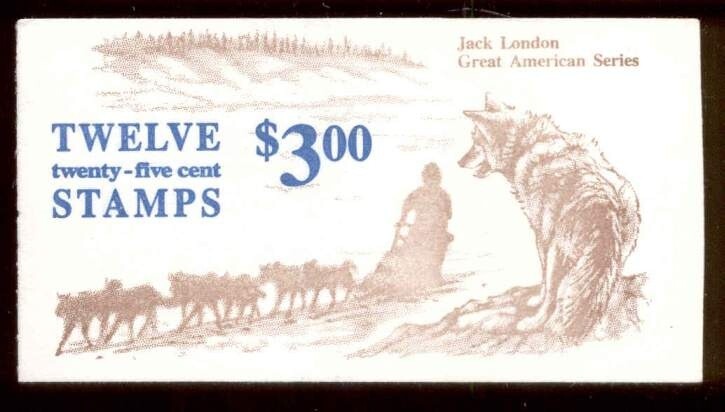 Jack London
Great American Series
TWELVE
twenty-five cent
STAMPS
$3.00